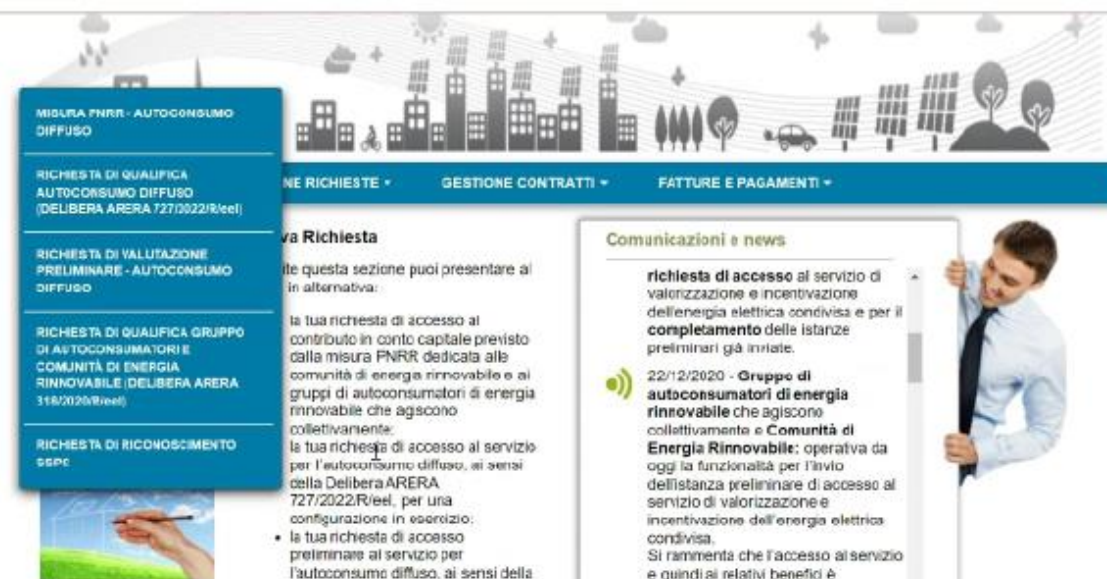 MISURA PNRR - AUTOCONSUMO
DIFFUSO
RICHIESTA DI QUALIFICA
AUTOCONSUMO DIFFUSO
(DELIBERA ARERA 727/2022/R/eel)
RICHIESTA DI VALUTAZIONE
PRELIMINARE - AUTOCONSUMO
DIFFUSO
RICHIESTA DI QUALIFICA GRUPPO
DI AUTOCONSUMATORI E
COMUNITÀ DI ENERGIA
RINNOVABILE (DELIBERA ARERA
318/2020/R/eel)
RICHIESTA DI RICONOSCIMENTO
SSPC
NE RICHIESTE
GESTIONE CONTRATTI
FATTURE E PAGAMENTI
va Richiesta
ite questa sezione puoi presentare al
in alternativa:
la tua richiesta di accesso al
contributo in conto capitale previsto
dalla misura PNRR dedicata alle
comunità di energia rinnovabile e ai
gruppi di autoconsumatori di energia
rinnovabile che agiscono
collettivamente;
la tua richiesta di accesso al servizio
per l'autoconsumo diffuso, ai sensi
della Delibera ARERA
727/2022/R/eel, per una
configurazione in esercizio;
• la tua richiesta di accesso
preliminare al servizio per
l'autoconsumo diffuso, ai sensi della
Comunicazioni e news
richiesta di accesso al servizio di
valorizzazione e incentivazione
dell'energia elettrica condivisa e per il
completamento delle istanze
preliminari già inviate.
22/12/2020 - Gruppo di
autoconsumatori di energia
rinnovabile che agiscono
collettivamente e Comunità di
Energia Rinnovabile: operativa da
oggi la funzionalità per l'invio
dell'istanza preliminare di accesso al
servizio di valorizzazione e
incentivazione dell'energia elettrica
condivisa.
Si rammenta che l'accesso al servizio
e quindi ai relativi benefici è